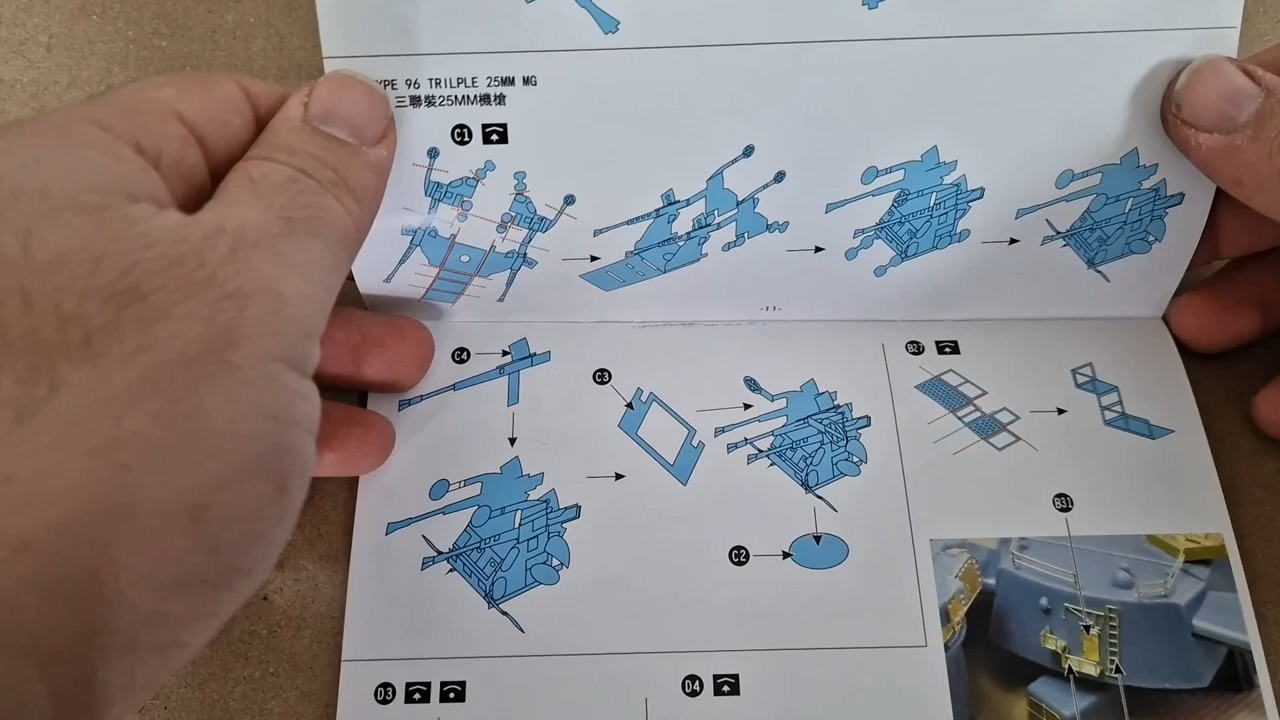 YPE 96 TRILPLE 25MM MG
三聯裝25MM機槍
C1
-11-
C4
C3
C2
B27
B31
D3
D4